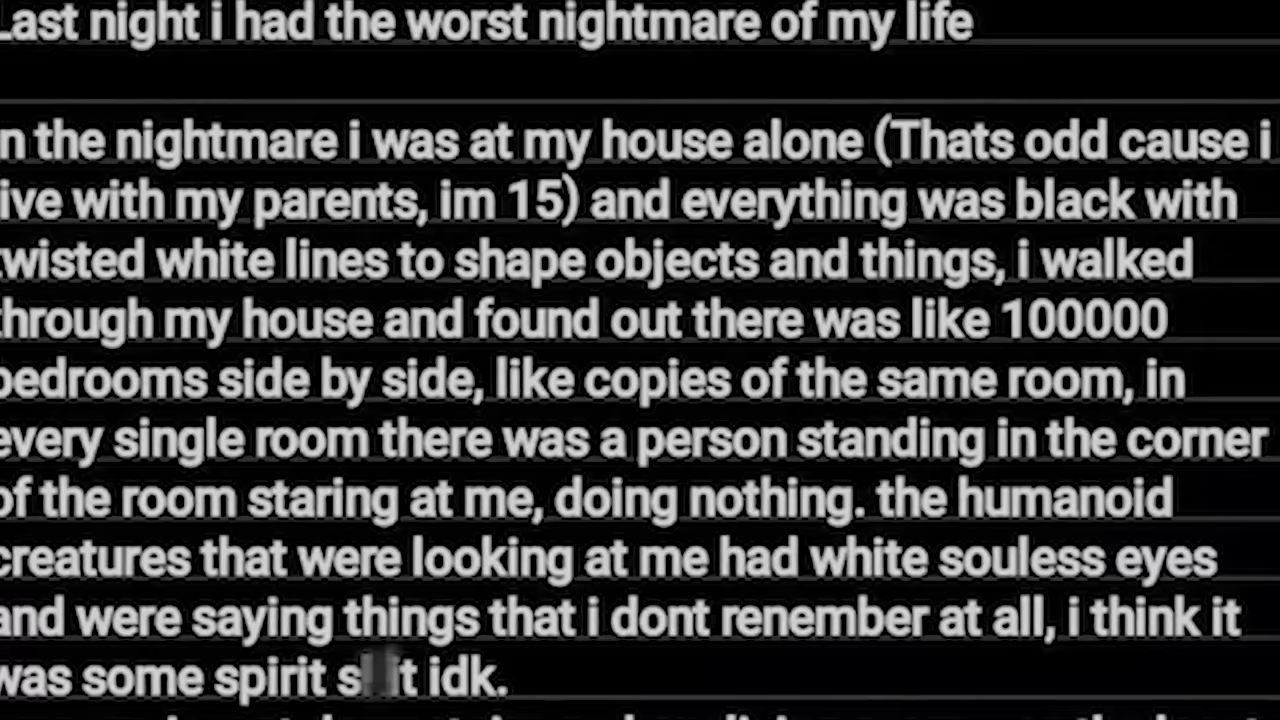 Last night i had the worst nightmare of my life
n the nightmare i was at my house alone (Thats odd cause i
ive with my parents, im 15) and everything was black with
twisted white lines to shape objects and things, i walked
through my house and found out there was like 100000
bedrooms side by side, like copies of the same room, in
every single room there was a person standing in the corner
of the room staring at me, doing nothing. the humanoid
creatures that were looking at me had white souless eyes
and were saying things that i dont renember at all, i think it
was some spirit s t idk.